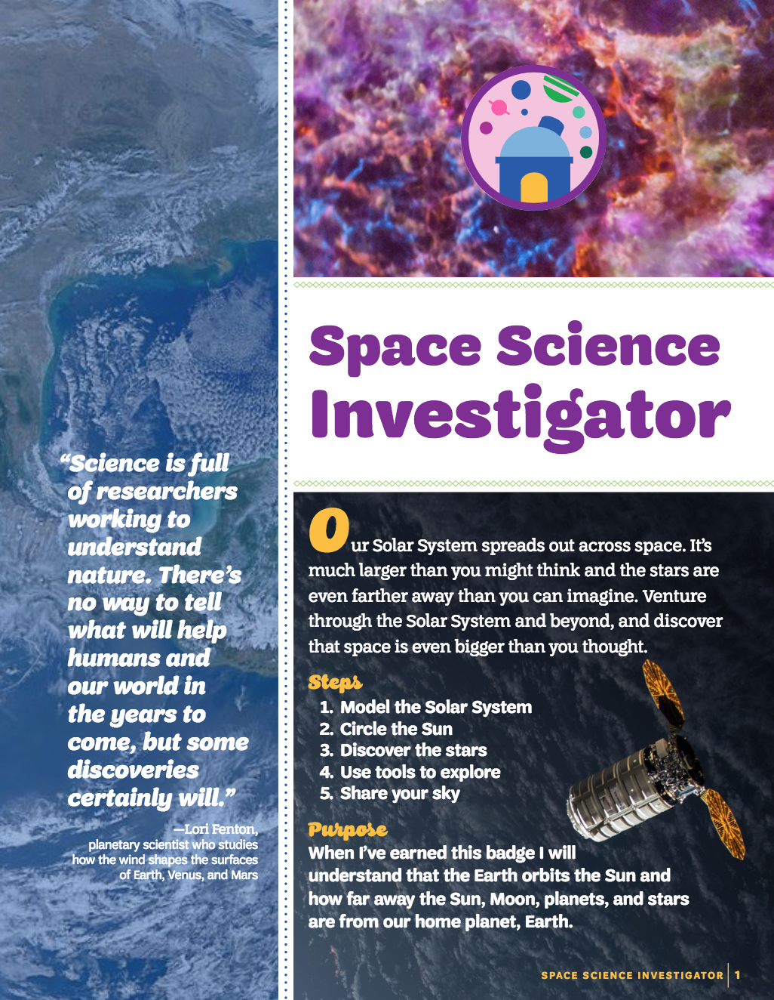 “Science is full
of researchers
working to
understand
nature. There’s
no way to tell
what will help
humans and
our world in
the years to
come, but some
discoveries
certainly will.”
—Lori Fenton,
planetary scientist who studies
how the wind shapes the surfaces
of Earth, Venus, and Mars
Space Science
Investigator
Our Solar System spreads out across space. It’s
much larger than you might think and the stars are
even farther away than you can imagine. Venture
through the Solar System and beyond, and discover
that space is even bigger than you thought.
Steps
1. Model the Solar System
2. Circle the Sun
3. Discover the stars
4. Use tools to explore
5. Share your sky
Purpose
When I’ve earned this badge I will
understand that the Earth orbits the Sun and
how far away the Sun, Moon, planets, and stars
are from our home planet, Earth.
SPACE SCIENCE INVESTIGATOR 1